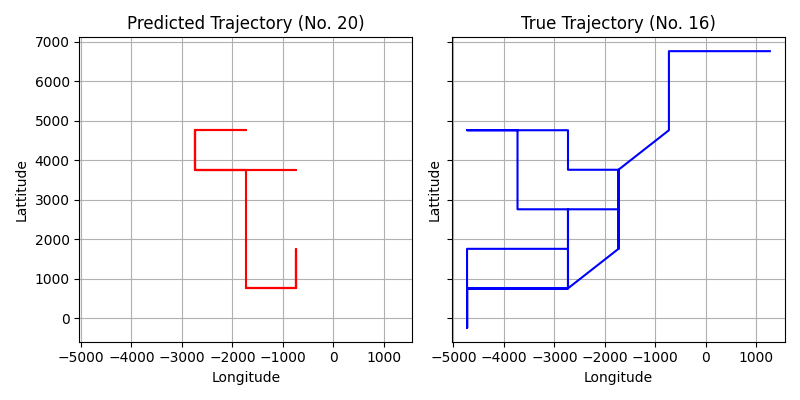 Predicted Trajectory (No. 20)
True Trajectory (No. 16)
7000
6000
5000
4000
3000
2000
1000
0
Lattitude
Lattitude
−5000 −4000 −3000 −2000 −1000 0 1000
−5000 −4000 −3000 −2000 −1000 0 1000
Longitude
Longitude